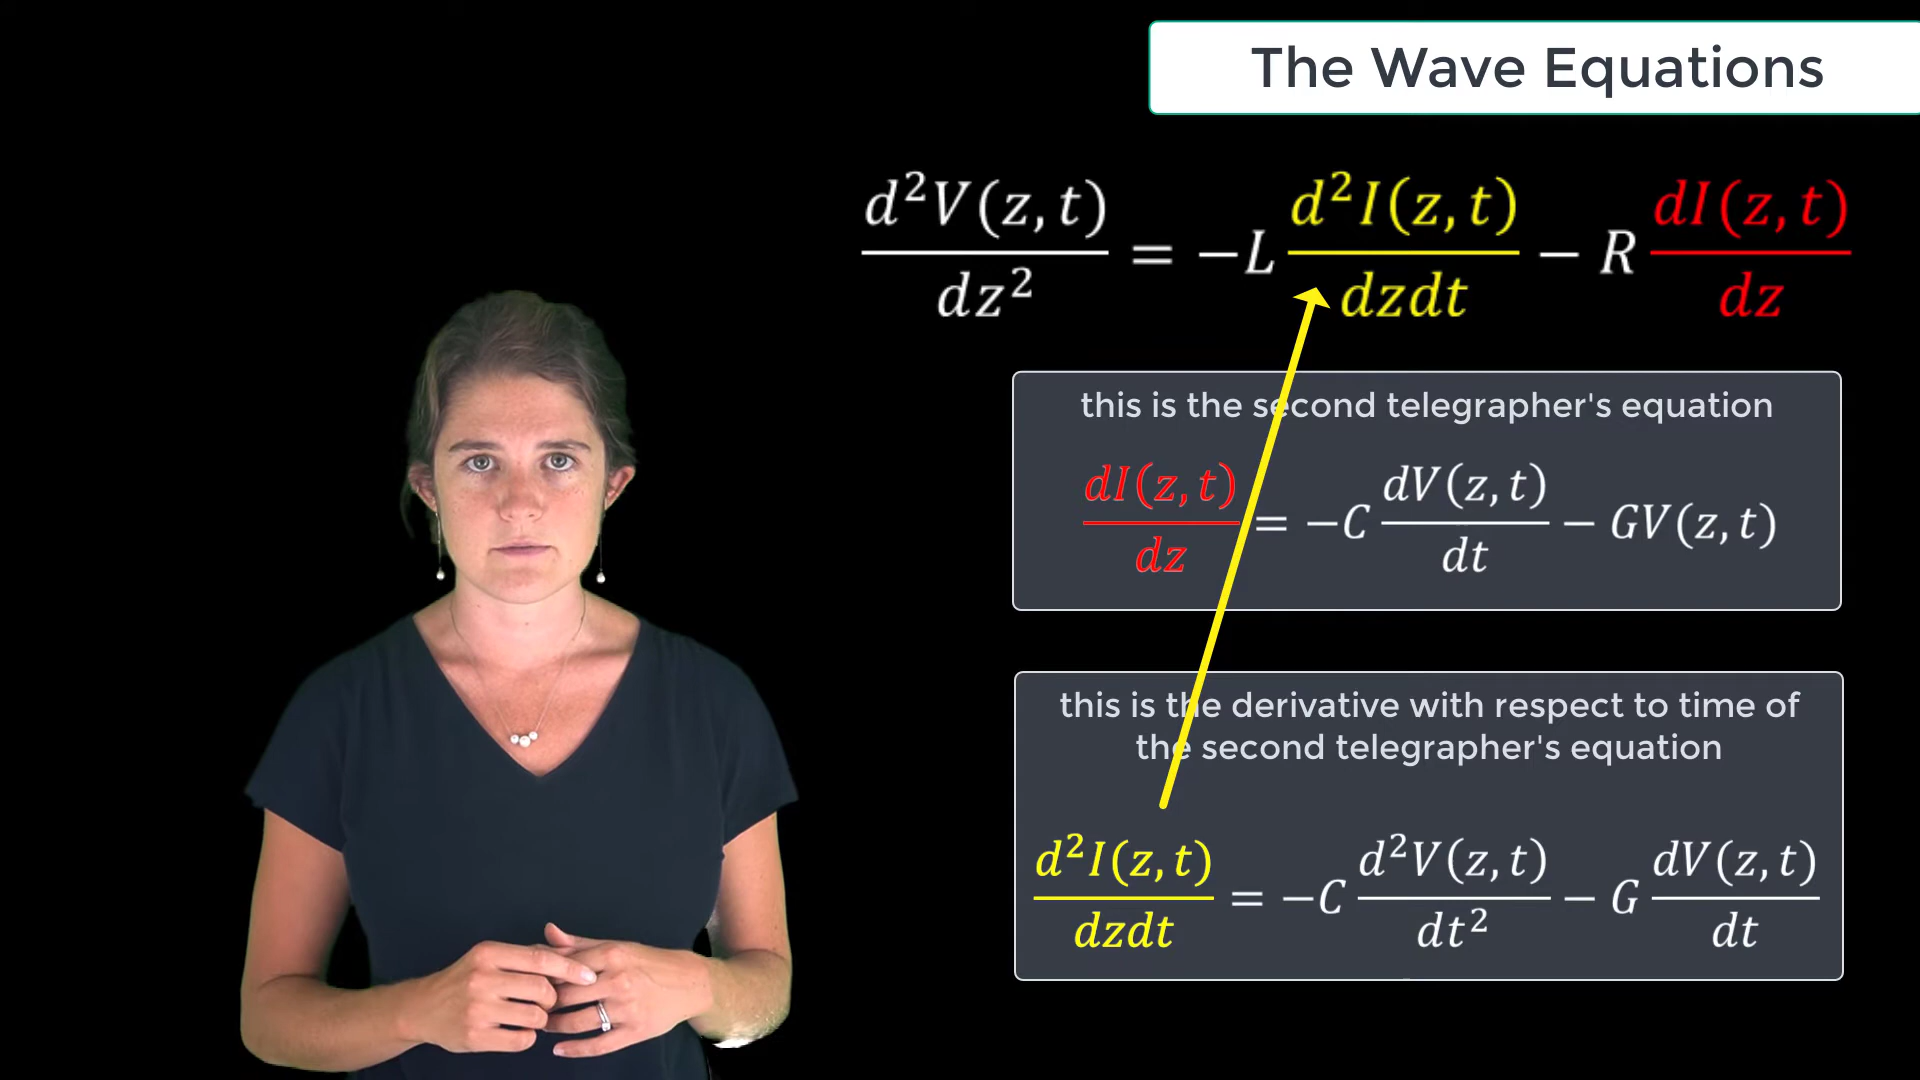 The Wave Equations
d²V(z,t)/dz² = −L d²I(z,t)/dzdt − R dI(z,t)/dz
this is the second telegrapher's equation
dI(z,t)/dz = −C dV(z,t)/dt − GV(z,t)
this is the derivative with respect to time of
the second telegrapher's equation
d²I(z,t)/dzdt = −C d²V(z,t)/dt² − G dV(z,t)/dt